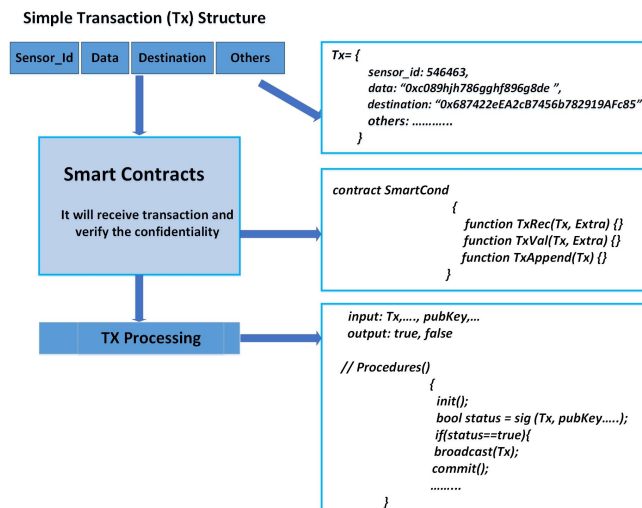 Simple Transaction (Tx) Structure
Sensor_Id Data Destination Others
Tx= {
sensor_id: 546463,
data: “0xc089hjh786gghf896g8de ”,
destination: “0x687422eEA2cB7456b782919AFc85”
others: ………...
}
Smart Contracts
It will receive transaction and
verify the confidentiality
contract SmartCond
{
function TxRec(Tx, Extra) {}
function TxVal(Tx, Extra) {}
function TxAppend(Tx) {}
}
TX Processing
input: Tx,…., pubKey,…
output: true, false
// Procedures()
{
init();
bool status = sig (Tx, pubKey…..);
if(status==true){
broadcast(Tx);
commit();
……...
}